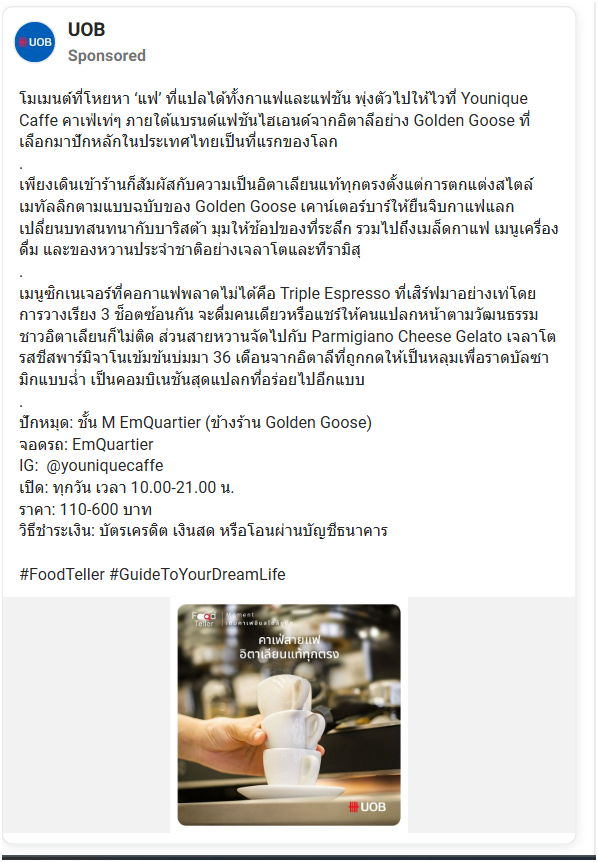 UOB
UOB
Sponsored
โมเมนต์ที่โหยหา ‘แฟ’ ที่แปลได้ทั้งกาแฟและแฟชัน พุ่งตัวไปให้ไวที่ Younique
Caffe คาเฟ่เท่ๆ ภายใต้แบรนด์แฟชันไฮเอนด์จากอิตาลีอย่าง Golden Goose ที่
เลือกมาปักหลักในประเทศไทยเป็นที่แรกของโลก
.
เพียงเดินเข้าร้านก็สัมผัสกับความเป็นอิตาเลียนแท้ทุกตรงตั้งแต่การตกแต่งสไตล์
เมทัลลิกตามแบบฉบับของ Golden Goose เคาน์เตอร์บาร์ให้ยืนจิบกาแฟแลก
เปลี่ยนบทสนทนากับบาริสต้า มุมให้ช้อปของที่ระลึก รวมไปถึงเมล็ดกาแฟ เมนูเครื่อง
ดื่ม และของหวานประจำชาติอย่างเจลาโตและทีรามิสุ
.
เมนูซิกเนเจอร์ที่คอกาแฟพลาดไม่ได้คือ Triple Espresso ที่เสิร์ฟมาอย่างเท่โดย
การวางเรียง 3 ช็อตซ้อนกัน จะดื่มคนเดียวหรือแชร์ให้คนแปลกหน้าตามวัฒนธรรม
ชาวอิตาเลียนก็ไม่ติด ส่วนสายหวานจัดไปกับ Parmigiano Cheese Gelato เจลาโต
รสชีสพาร์มิจาโนเข้มข้นบ่มมา 36 เดือนจากอิตาลีที่ถูกกดให้เป็นหลุมเพื่อราดบัลซา
มิกแบบฉ่ำ เป็นคอมบิเนชันสุดแปลกที่อร่อยไปอีกแบบ
.
ปักหมุด: ชั้น M EmQuartier (ข้างร้าน Golden Goose)
จอดรถ: EmQuartier
IG:  @youniquecaffe
เปิด: ทุกวัน เวลา 10.00-21.00 น.
ราคา: 110-600 บาท
วิธีชำระเงิน: บัตรเครดิต เงินสด หรือโอนผ่านบัญชีธนาคาร
#FoodTeller #GuideToYourDreamLife
Food
Teller
Moment
คาเฟ่สายแฟ
อิตาเลียนแท้ทุกตรง
UOB